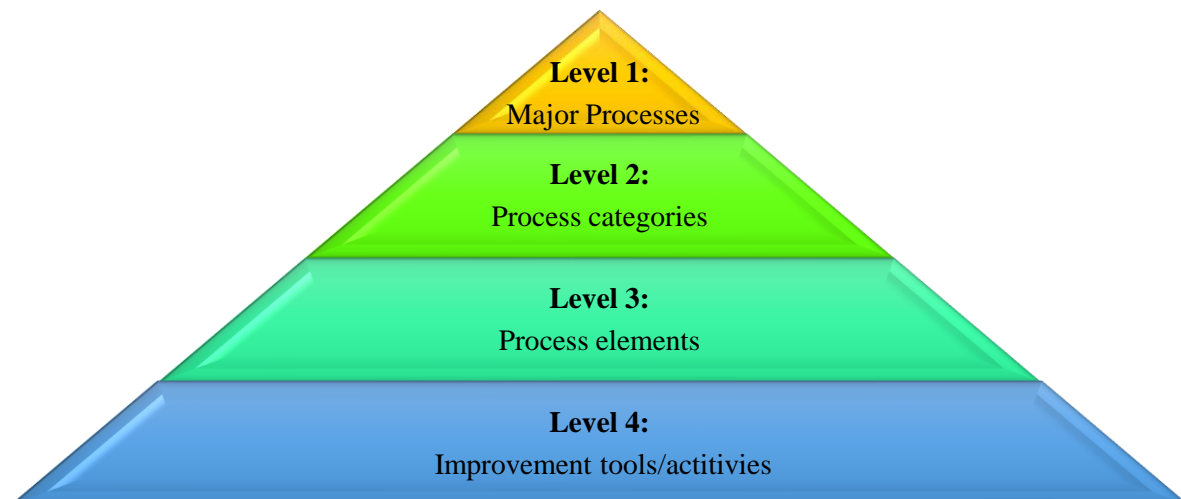 Level 1:
Major Processes
Level 2:
Process categories
Level 3:
Process elements
Level 4:
Improvement tools/actitivies